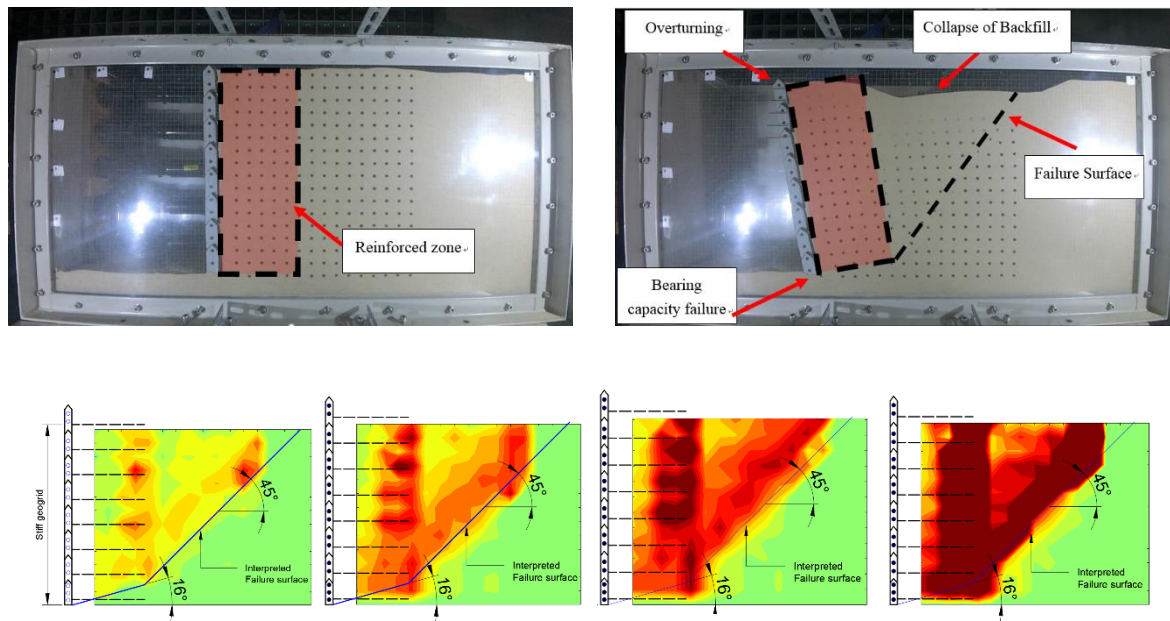 Reinforced zone
Overturning
Collapse of Backfill
Failure Surface
Bearing
capacity failure
Stiff geogrid
45°
16°
Interpreted
Failure surface
45°
16°
Interpreted
Failure surface
45°
16°
Interpreted
Failure surface
45°
16°
Interpreted
Failure surface